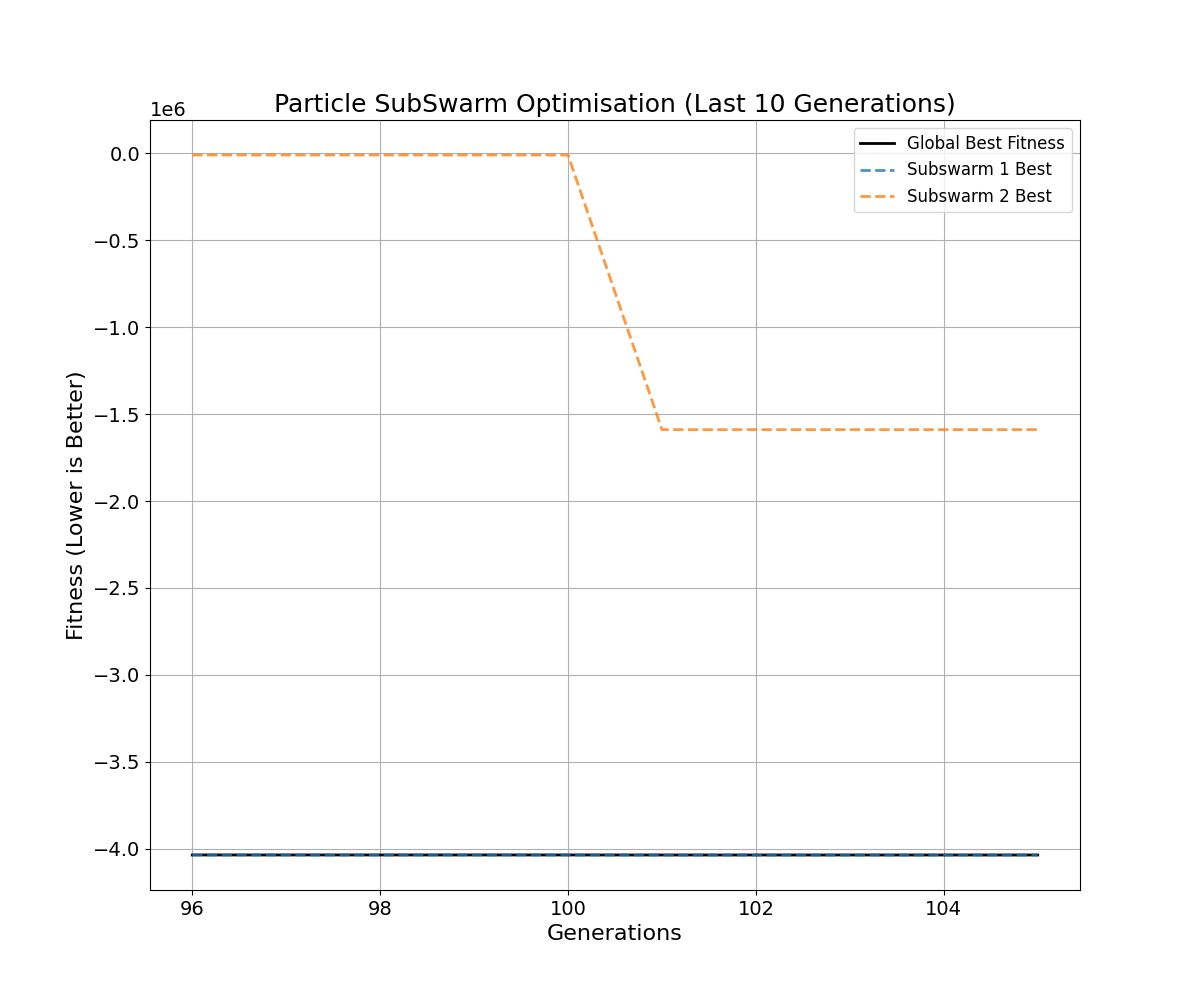 Particle SubSwarm Optimisation (Last 10 Generations)
1e6
Global Best Fitness
Subswarm 1 Best
Subswarm 2 Best
0.0
−0.5
−1.0
−1.5
−2.0
−2.5
−3.0
−3.5
−4.0
Fitness (Lower is Better)
96 98 100 102 104
Generations